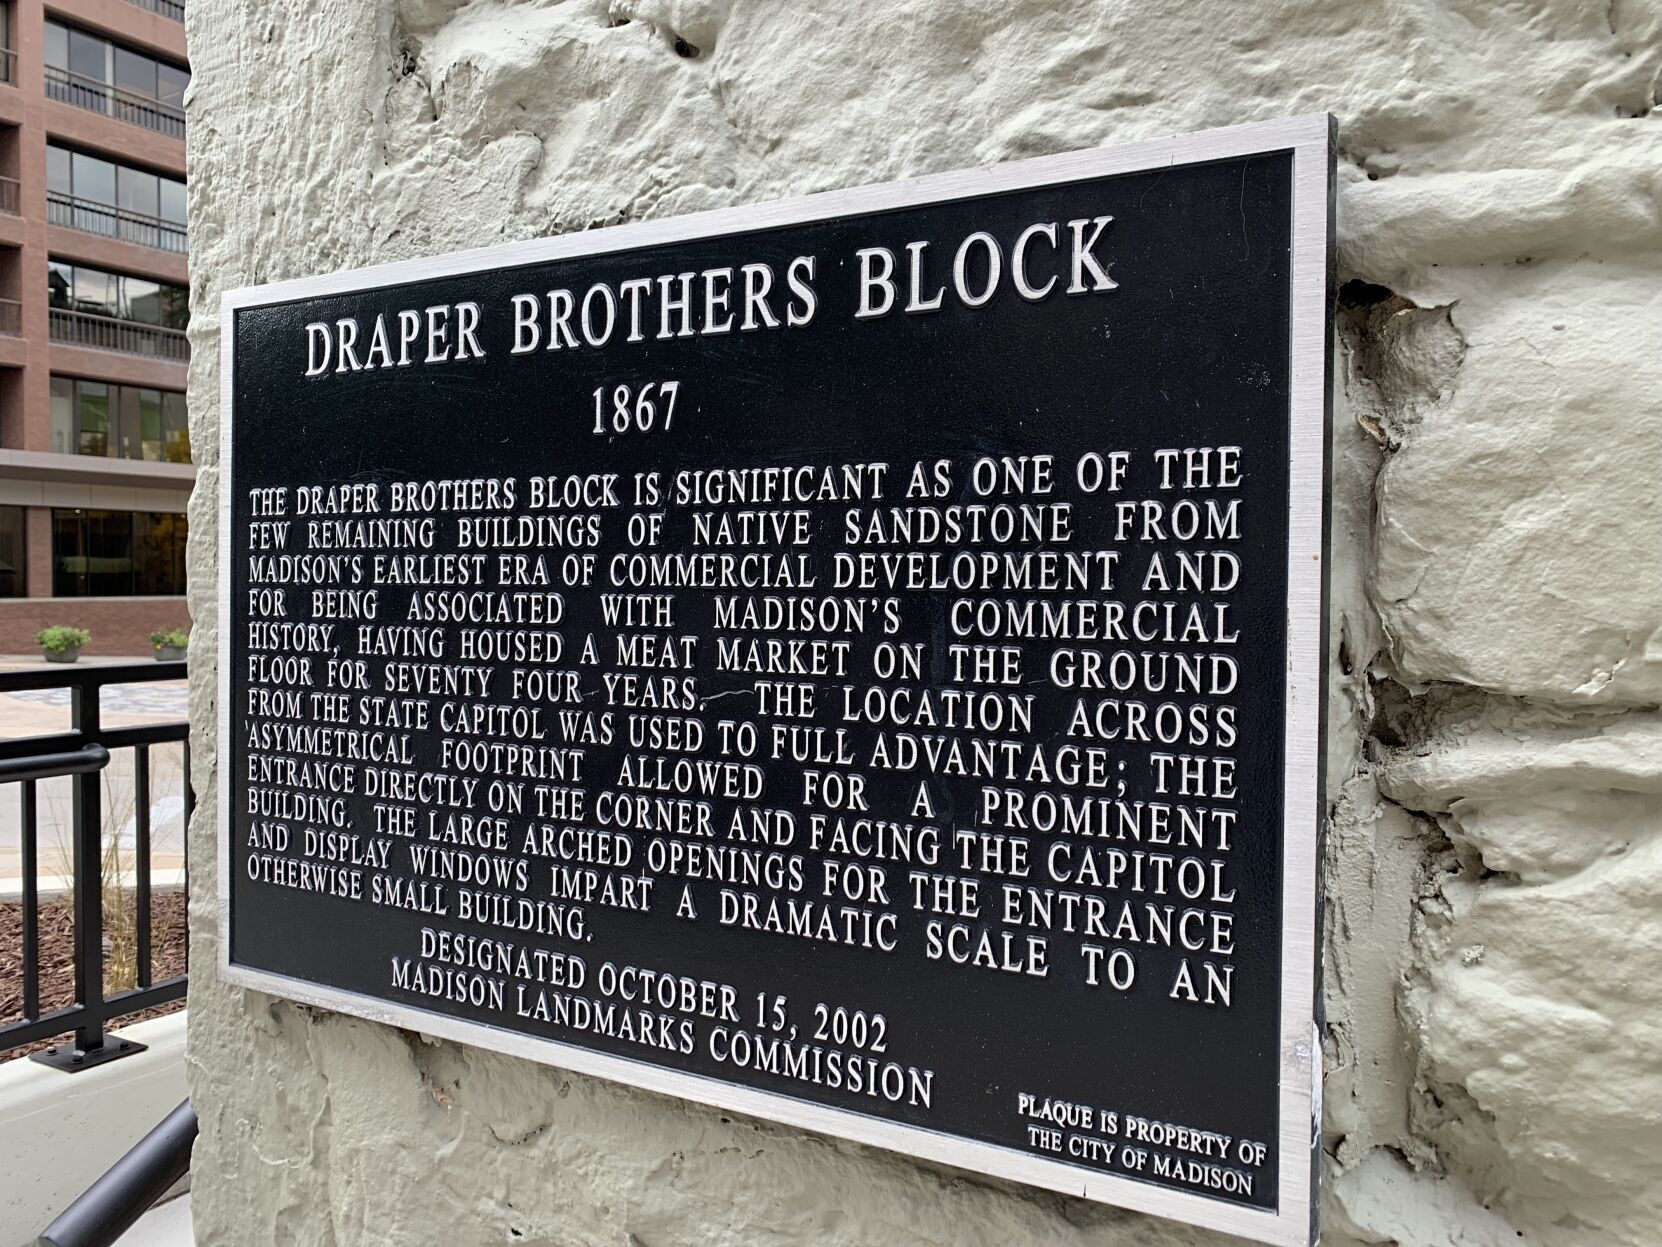 DRAPER BROTHERS BLOCK
1867
THE DRAPER BROTHERS BLOCK IS SIGNIFICANT AS ONE OF THE
FEW REMAINING BUILDINGS OF NATIVE SANDSTONE FROM
MADISON'S EARLIEST ERA OF COMMERCIAL DEVELOPMENT AND
FOR BEING ASSOCIATED WITH MADISON'S COMMERCIAL
HISTORY, HAVING HOUSED A MEAT MARKET ON THE GROUND
FLOOR FOR SEVENTY FOUR YEARS. THE LOCATION ACROSS
FROM THE STATE CAPITOL WAS USED TO FULL ADVANTAGE; THE
ASYMMETRICAL FOOTPRINT ALLOWED FOR A PROMINENT
ENTRANCE DIRECTLY ON THE CORNER AND FACING THE CAPITOL
BUILDING. THE LARGE ARCHED OPENINGS FOR THE ENTRANCE
AND DISPLAY WINDOWS IMPART A DRAMATIC SCALE TO AN
OTHERWISE SMALL BUILDING.
DESIGNATED OCTOBER 15, 2002
MADISON LANDMARKS COMMISSION
PLAQUE IS PROPERTY OF
THE CITY OF MADISON